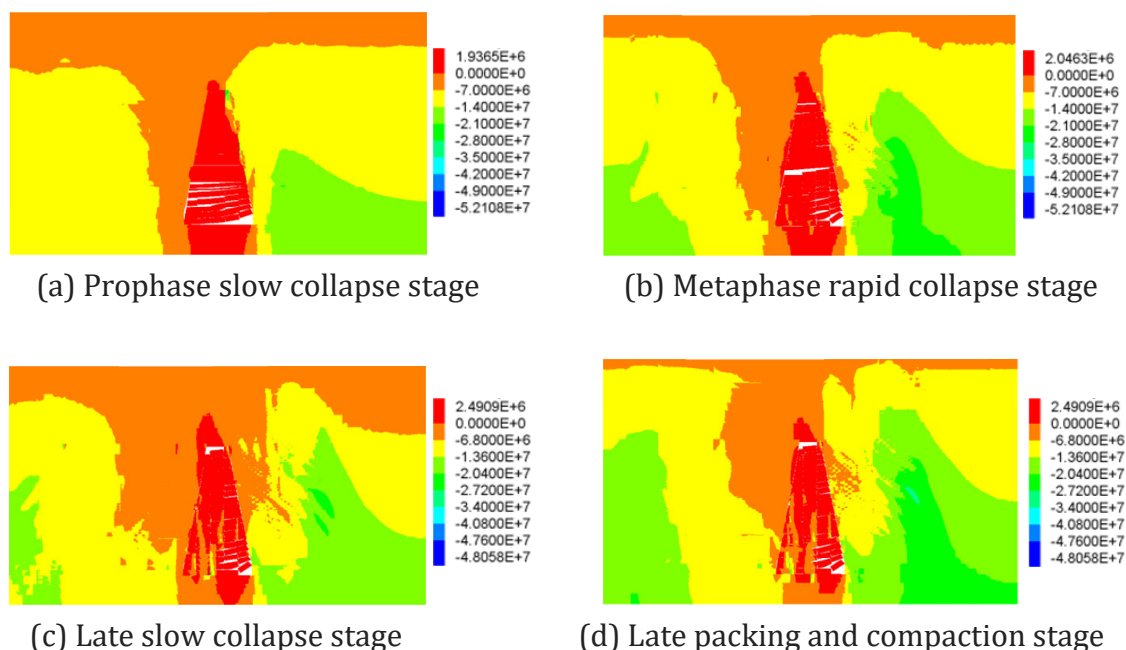 1.9365E+6
0.0000E+0
-7.0000E+6
-1.4000E+7
-2.1000E+7
-2.8000E+7
-3.5000E+7
-4.2000E+7
-4.9000E+7
-5.2108E+7
(a) Prophase slow collapse stage
2.0463E+6
0.0000E+0
-7.0000E+6
-1.4000E+7
-2.1000E+7
-2.8000E+7
-3.5000E+7
-4.2000E+7
-4.9000E+7
-5.2108E+7
(b) Metaphase rapid collapse stage
2.4909E+6
0.0000E+0
-6.8000E+6
-1.3600E+7
-2.0400E+7
-2.7200E+7
-3.4000E+7
-4.0800E+7
-4.7600E+7
-4.8058E+7
(c) Late slow collapse stage
2.4909E+6
0.0000E+0
-6.8000E+6
-1.3600E+7
-2.0400E+7
-2.7200E+7
-3.4000E+7
-4.0800E+7
-4.7600E+7
-4.8058E+7
(d) Late packing and compaction stage